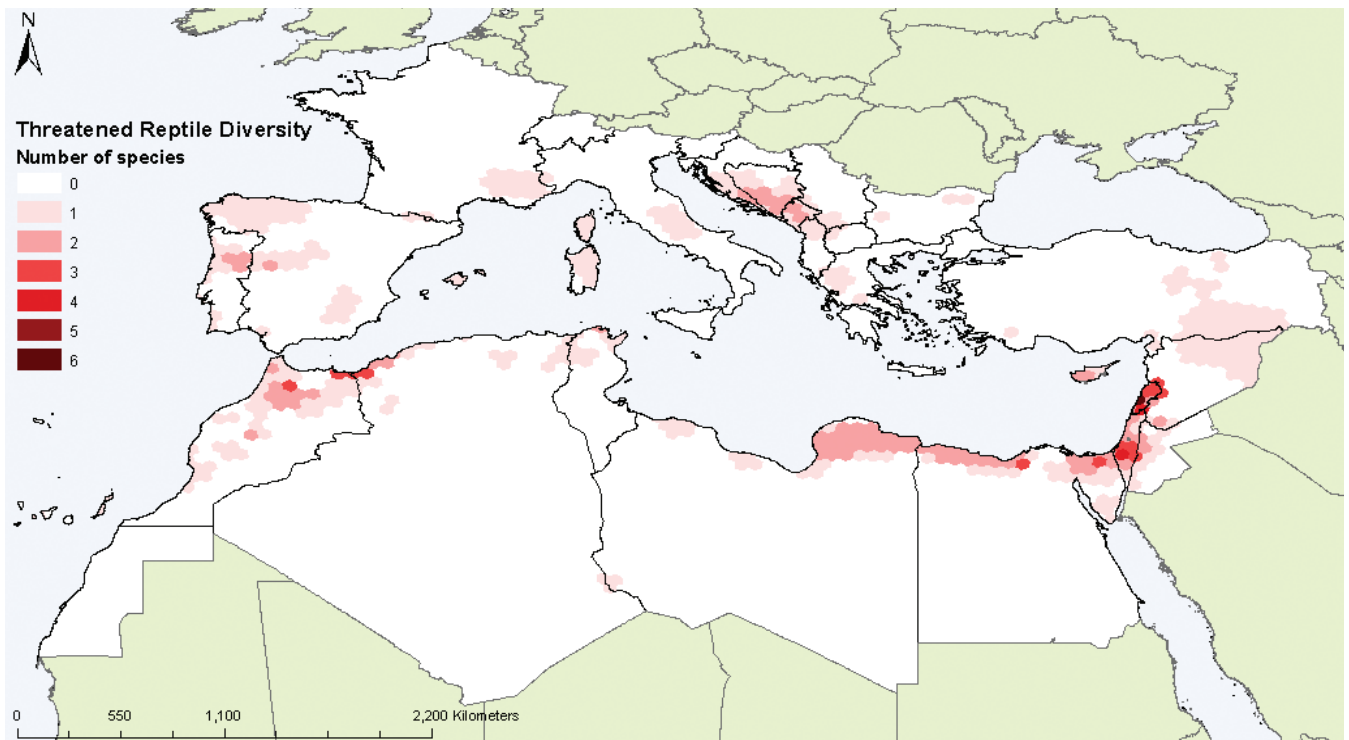 N
Threatened Reptile Diversity
Number of species
0
1
2
3
4
5
6
0 550 1,100 2,200 Kilometers